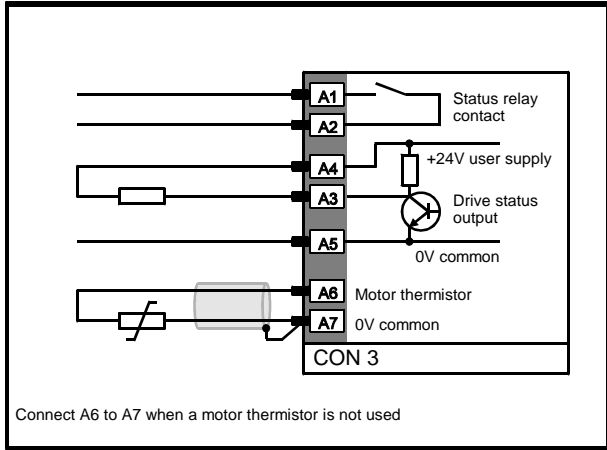 A1
Status relay
contact
A2
A4
+24V user supply
A3
Drive status
output
A5
0V common
A6
Motor thermistor
A7
0V common
CON 3
Connect A6 to A7 when a motor thermistor is not used